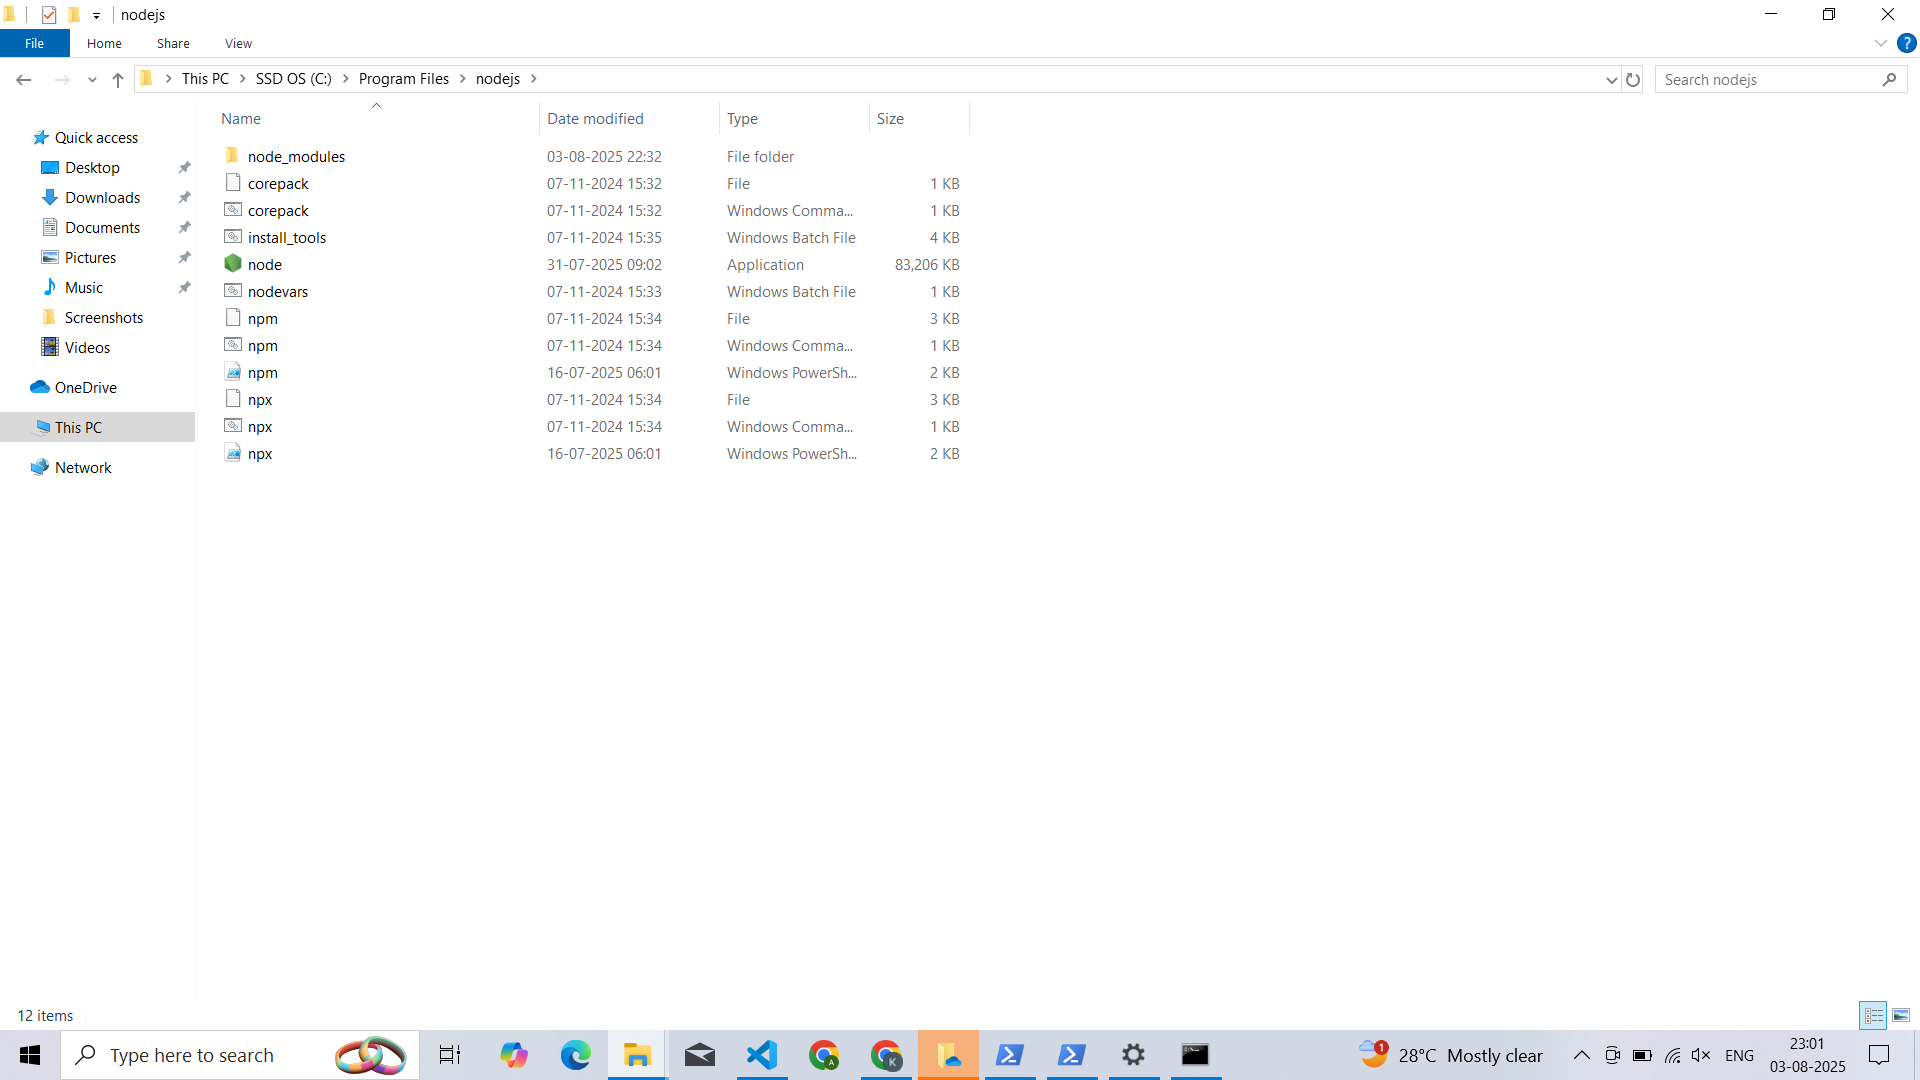 nodejs
File Home Share View
This PC SSD OS (C:) Program Files nodejs
Search nodejs
Name Date modified Type Size
Quick access
Desktop
Downloads
Documents
Pictures
Music
Screenshots
Videos
OneDrive
This PC
Network
node_modules 03-08-2025 22:32 File folder
corepack 07-11-2024 15:32 File 1 KB
corepack 07-11-2024 15:32 Windows Comma... 1 KB
install_tools 07-11-2024 15:35 Windows Batch File 4 KB
node 31-07-2025 09:02 Application 83,206 KB
nodevars 07-11-2024 15:33 Windows Batch File 1 KB
npm 07-11-2024 15:34 File 3 KB
npm 07-11-2024 15:34 Windows Comma... 1 KB
npm 16-07-2025 06:01 Windows PowerSh... 2 KB
npx 07-11-2024 15:34 File 3 KB
npx 07-11-2024 15:34 Windows Comma... 1 KB
npx 16-07-2025 06:01 Windows PowerSh... 2 KB
12 items
Type here to search
A
K
1
28°C Mostly clear
ENG
23:01
03-08-2025